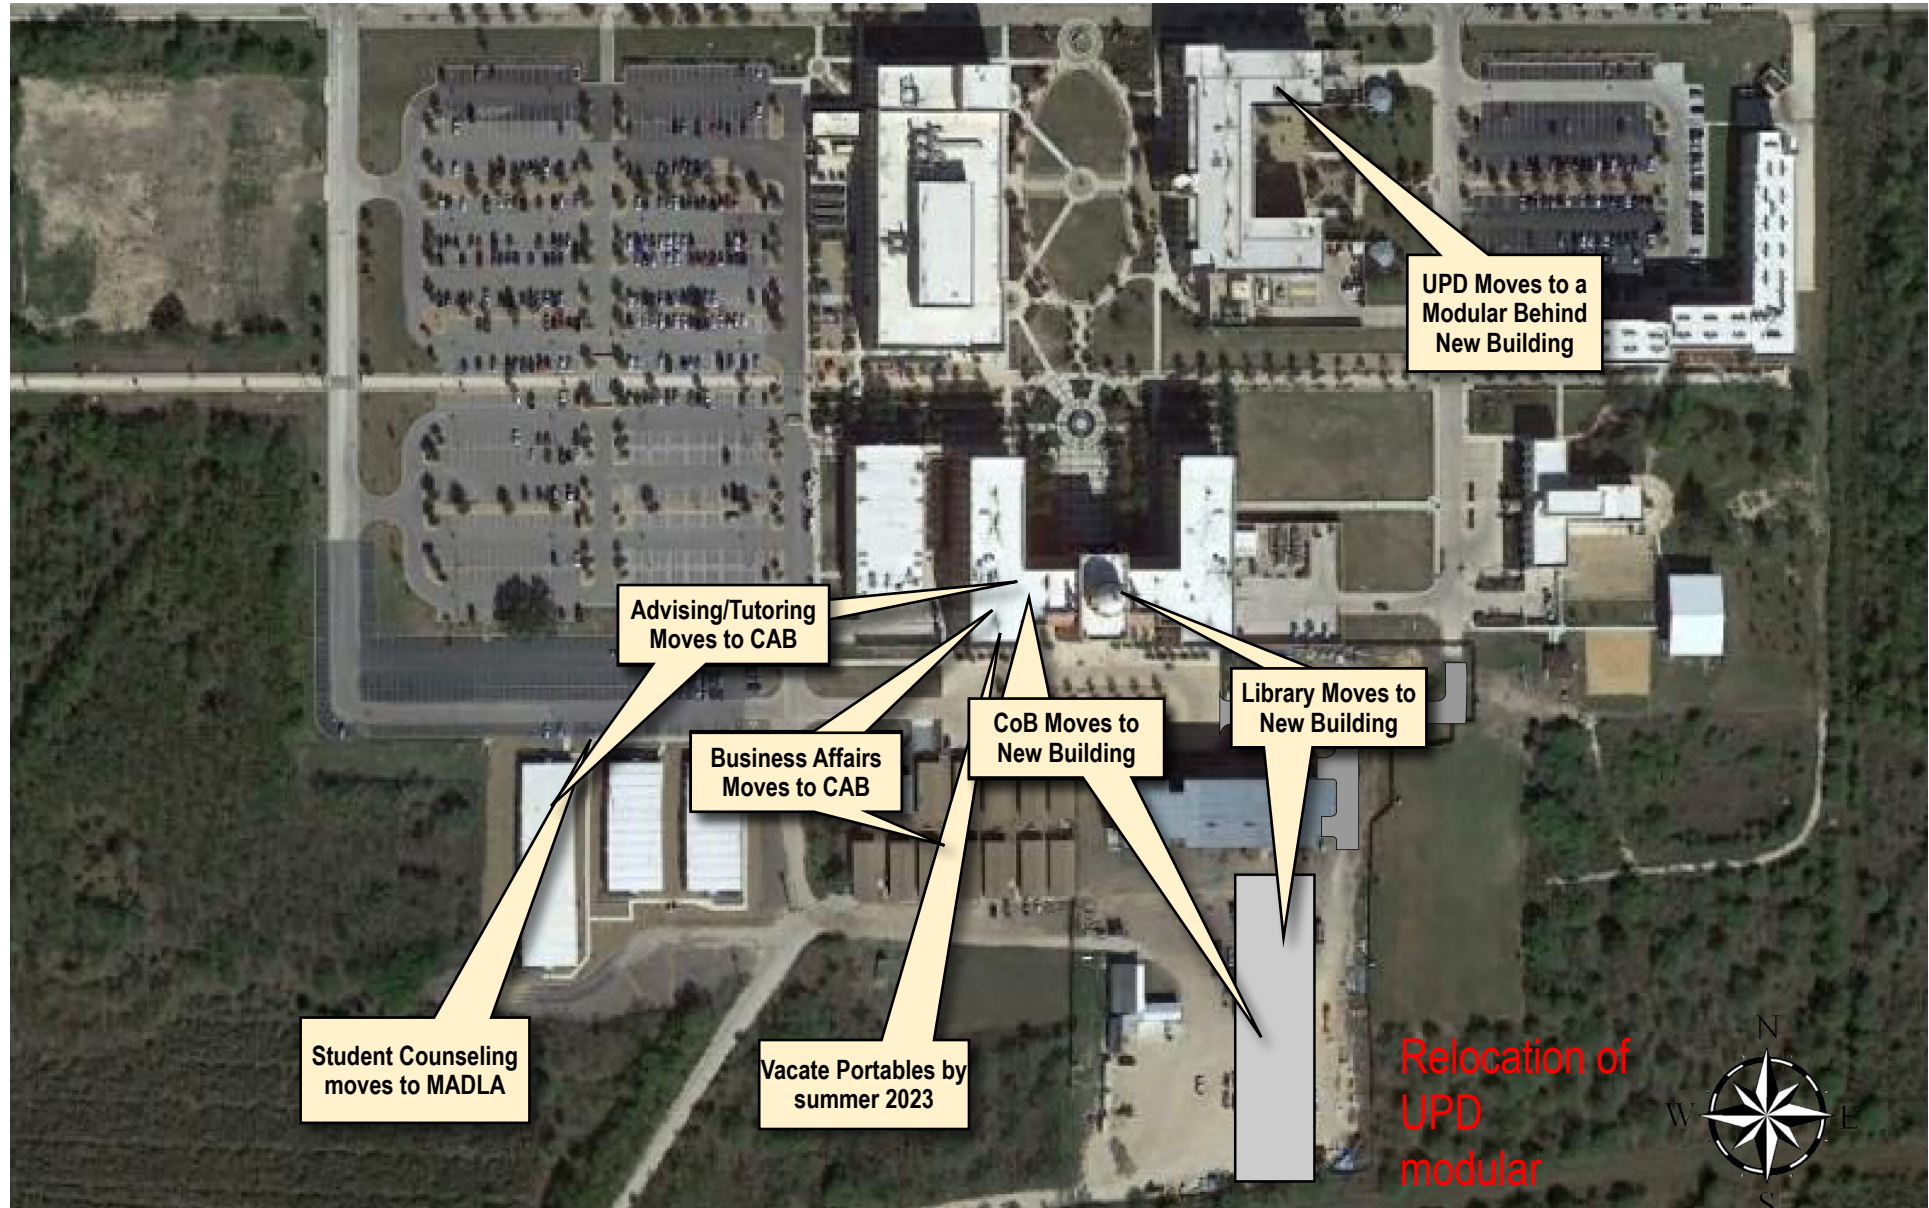 UPD Moves to a
Modular Behind
New Building
Advising/Tutoring
Moves to CAB
Library Moves to
New Building
CoB Moves to
New Building
Business Affairs
Moves to CAB
Student Counseling
moves to MADLA
Vacate Portables by
summer 2023
Relocation of
UPD
modular
N
W
E
S